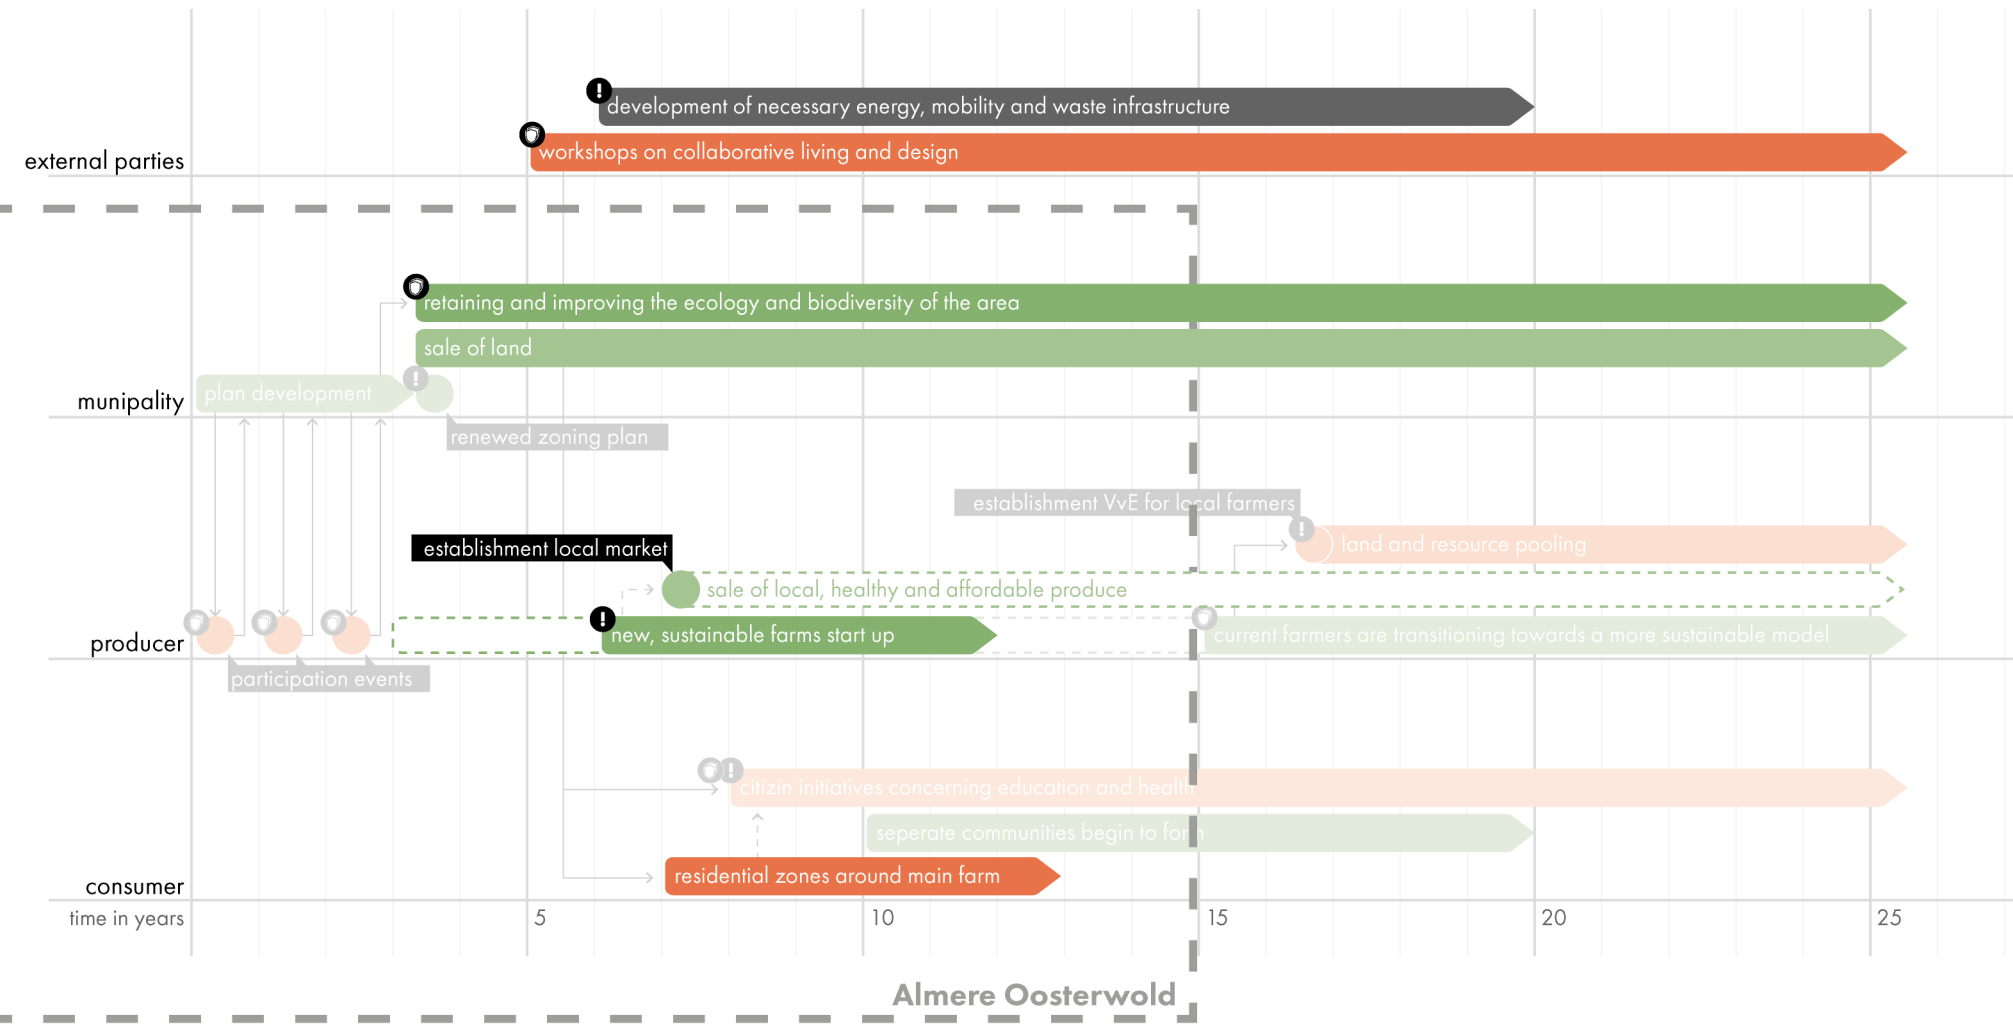 development of necessary energy, mobility and waste infrastructure
workshops on collaborative living and design
external parties
retaining and improving the ecology and biodiversity of the area
sale of land
plan development
munipality
renewed zoning plan
establishment VvE for local farmers
land and resource pooling
establishment local market
sale of local, healthy and affordable produce
new, sustainable farms start up
current farmers are transitioning towards a more sustainable model
producer
participation events
citizin initiatives concerning education and health
seperate communities begin to form
residential zones around main farm
consumer
time in years
5
10
15
20
25
Almere Oosterwold